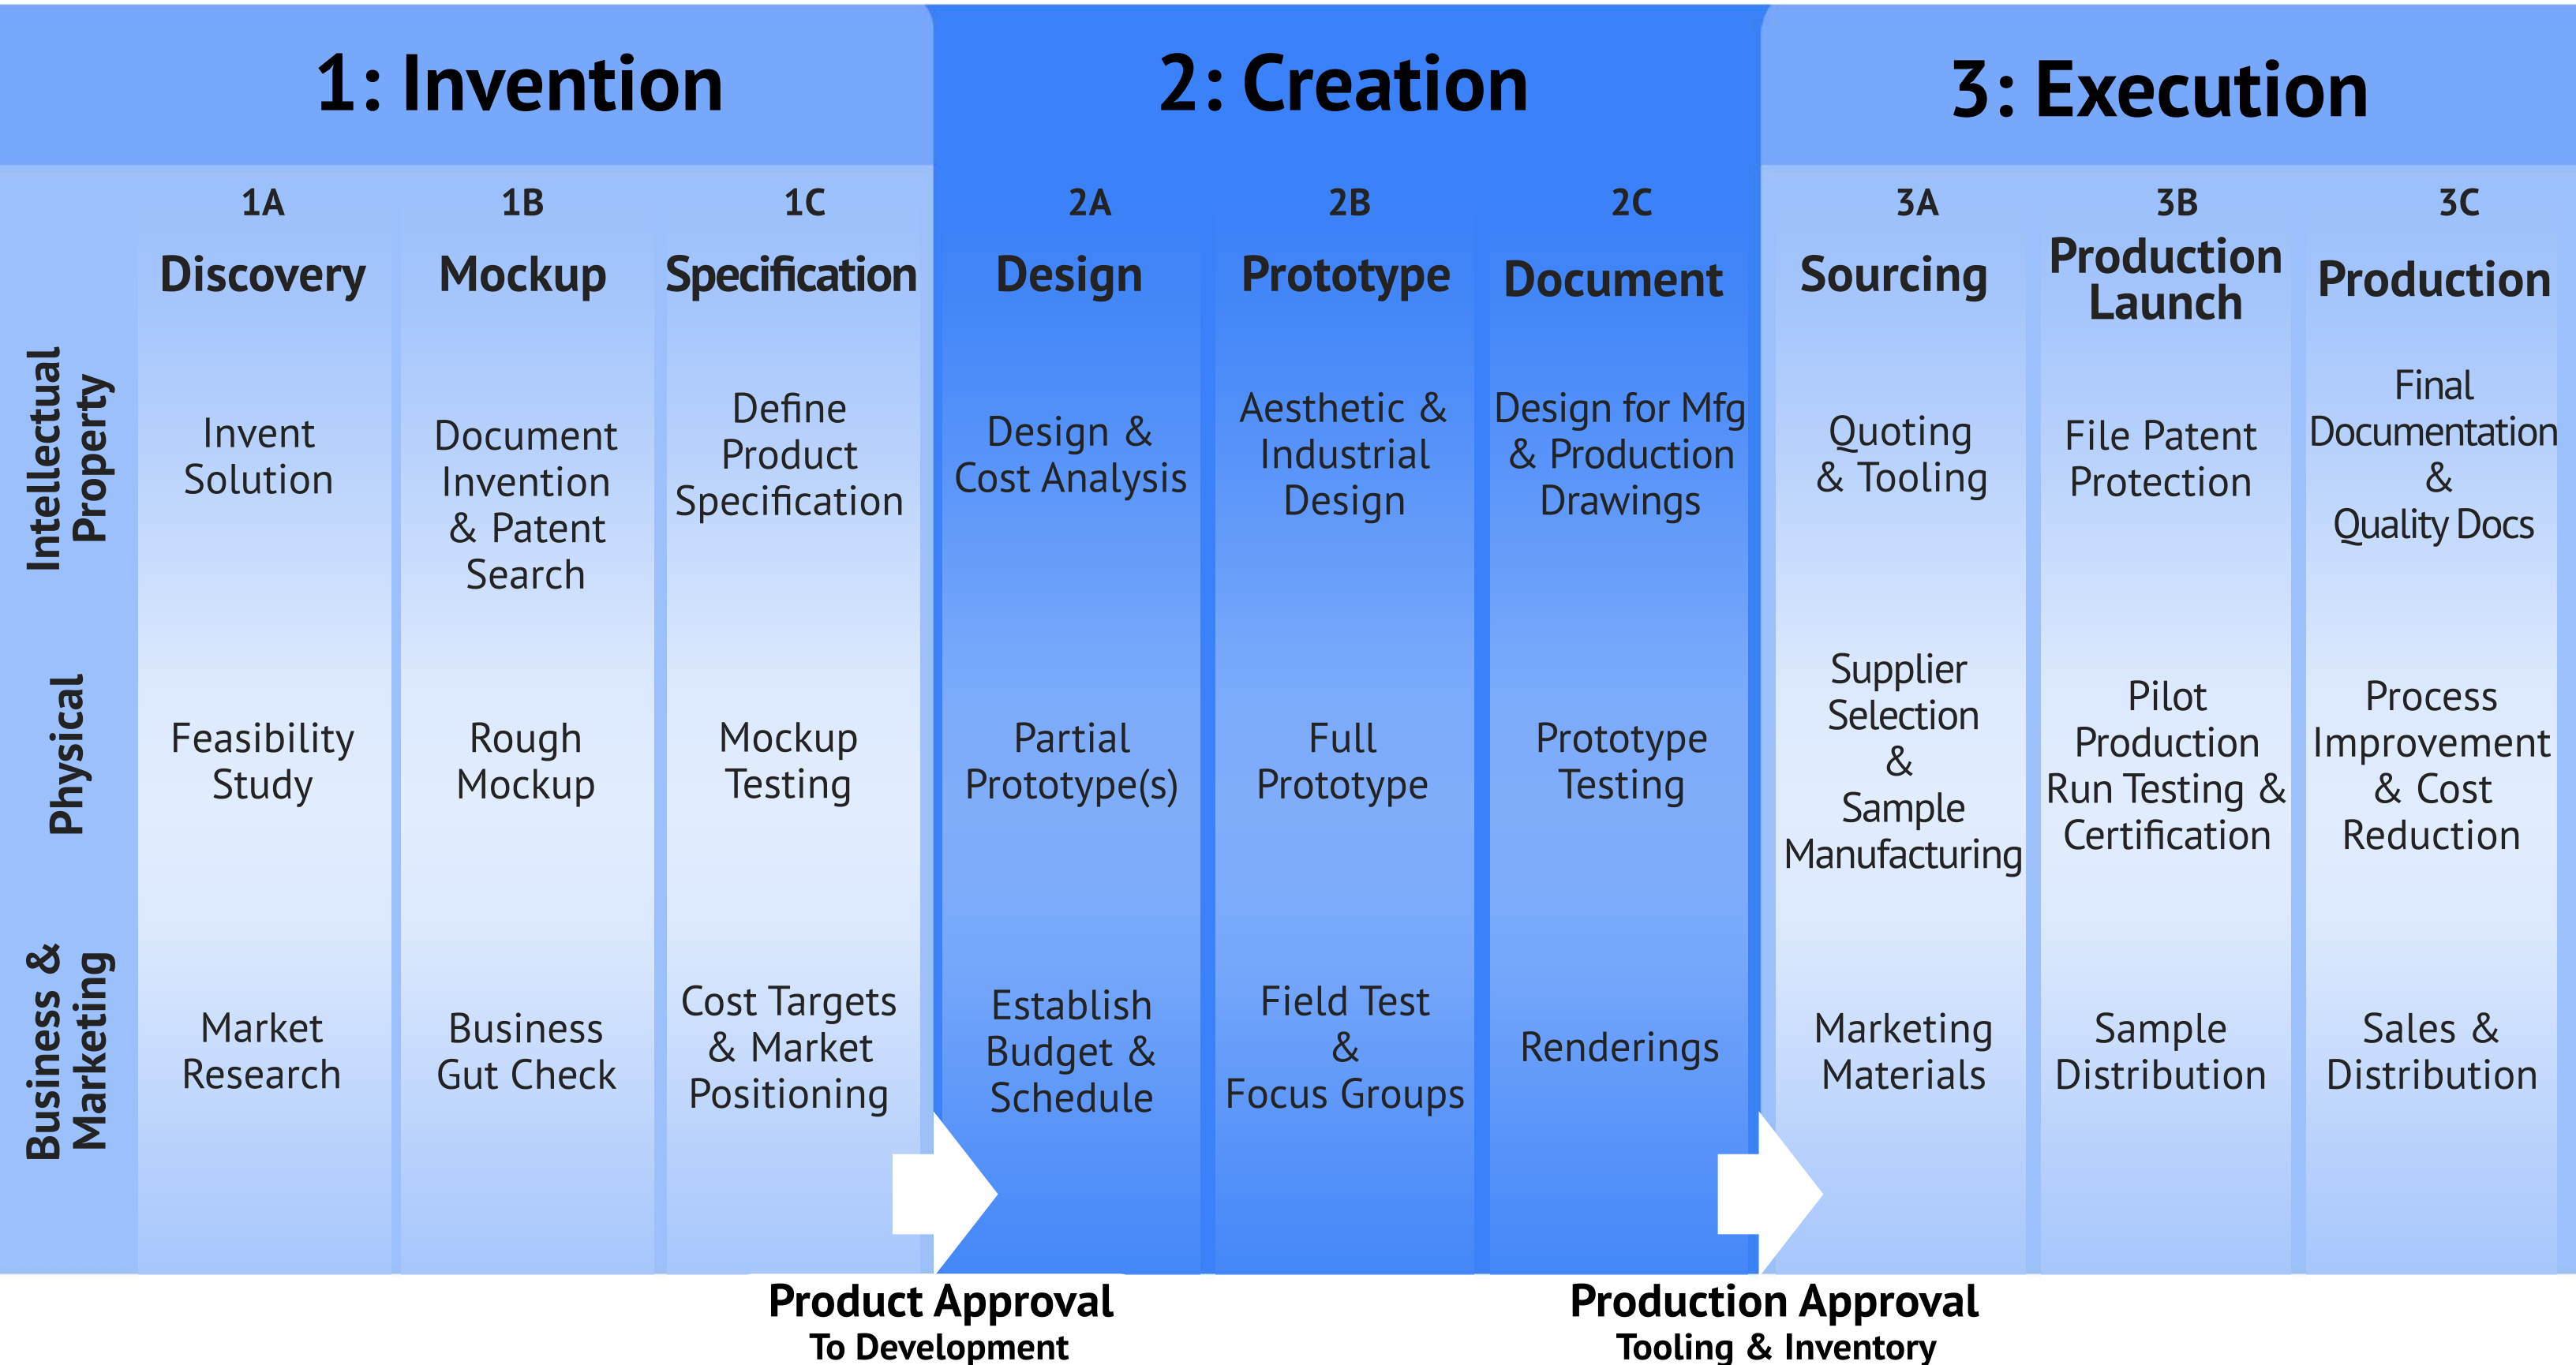 1: Invention
2: Creation
3: Execution
1A
1B
1C
2A
2B
2C
3A
3B
3C
Discovery
Mockup
Specification
Design
Prototype
Document
Sourcing
Production
Launch
Production
Intellectual
Property
Invent
Solution
Document
Invention
& Patent
Search
Define
Product
Specification
Design &
Cost Analysis
Aesthetic &
Industrial
Design
Design for Mfg
& Production
Drawings
Quoting
& Tooling
File Patent
Protection
Final
Documentation
&
Quality Docs
Physical
Feasibility
Study
Rough
Mockup
Mockup
Testing
Partial
Prototype(s)
Full
Prototype
Prototype
Testing
Supplier
Selection
&
Sample
Manufacturing
Pilot
Production
Run Testing &
Certification
Process
Improvement
& Cost
Reduction
Business &
Marketing
Market
Research
Business
Gut Check
Cost Targets
& Market
Positioning
Establish
Budget &
Schedule
Field Test
&
Focus Groups
Renderings
Marketing
Materials
Sample
Distribution
Sales &
Distribution
Product Approval
To Development
Production Approval
Tooling & Inventory